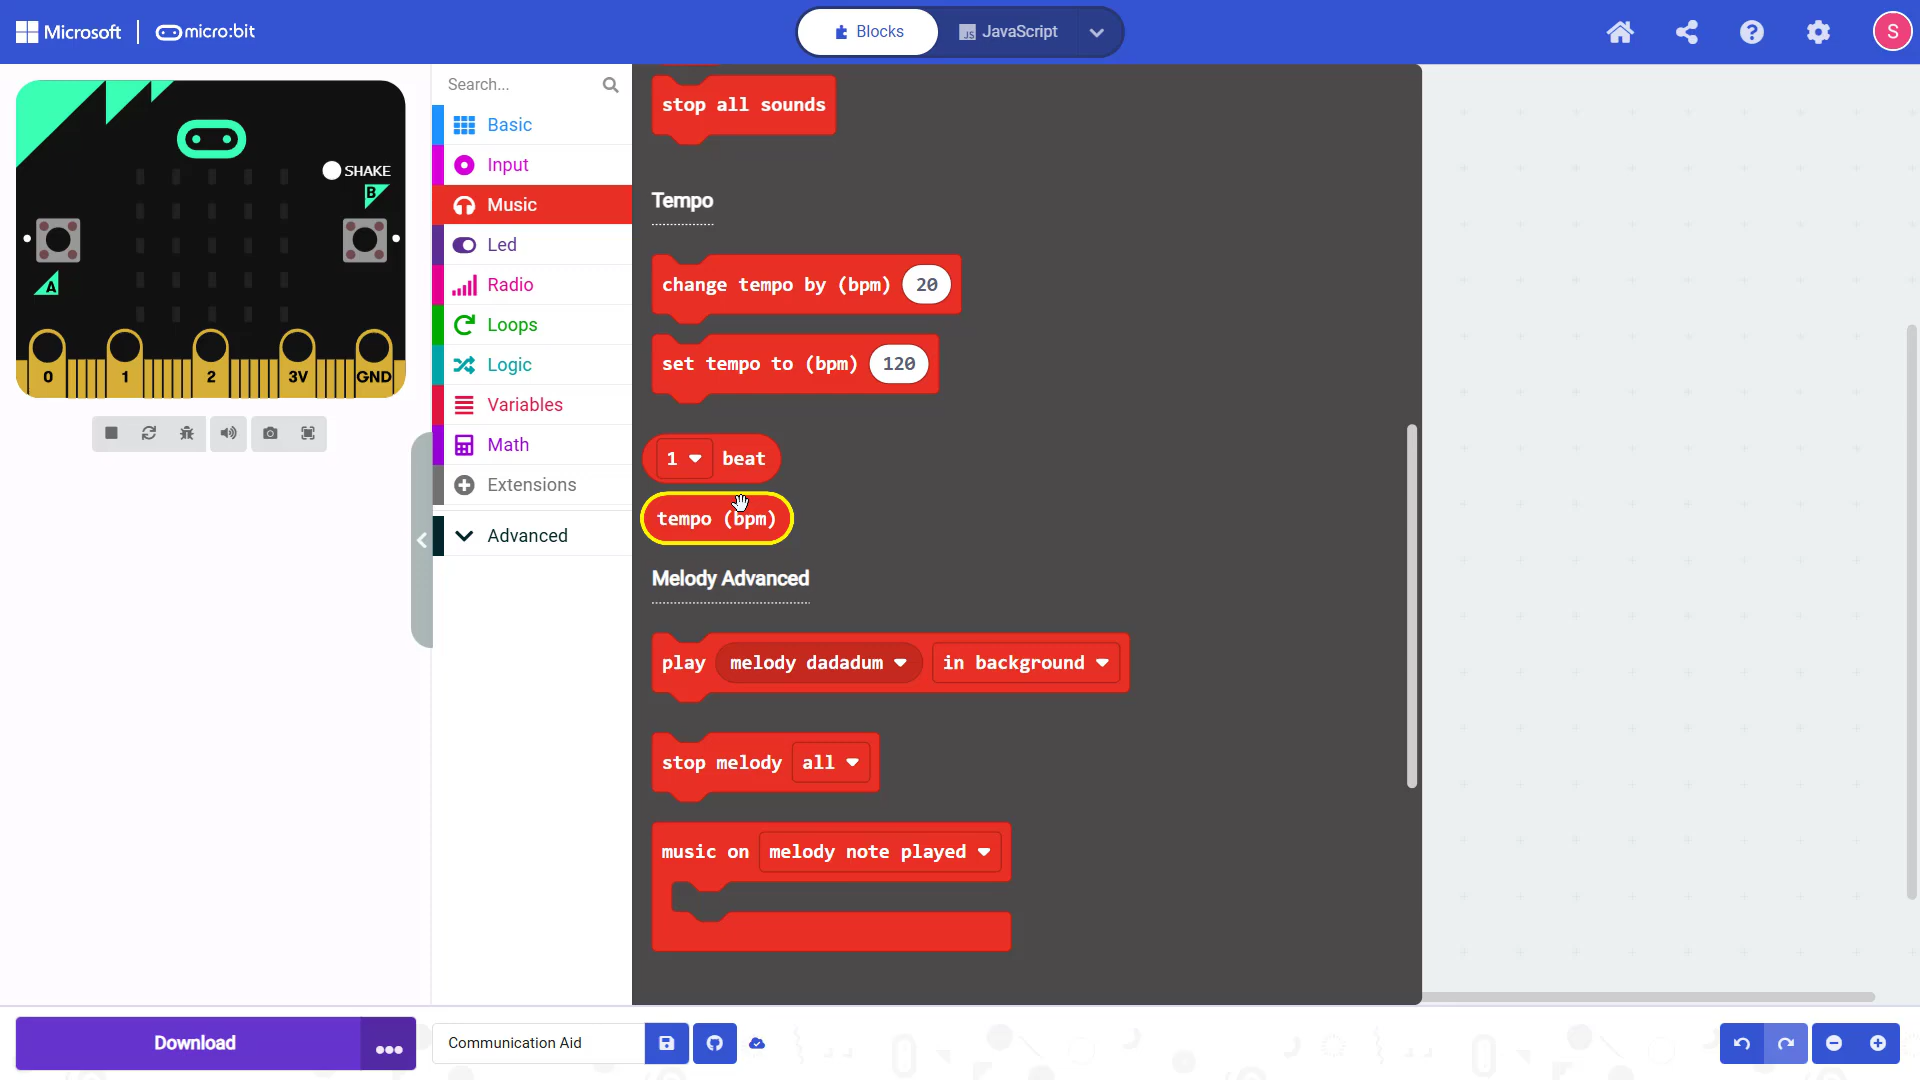 Microsoft micro:bit
Blocks
JS JavaScript
S
SHAKE
B
A
0 1 2 3V GND
Search...
Basic
Input
Music
Led
Radio
Loops
Logic
Variables
Math
Extensions
Advanced
stop all sounds
Tempo
change tempo by (bpm) 20
set tempo to (bpm) 120
1 beat
tempo (bpm)
Melody Advanced
play melody dadadum in background
stop melody all
music on melody note played
Download
Communication Aid